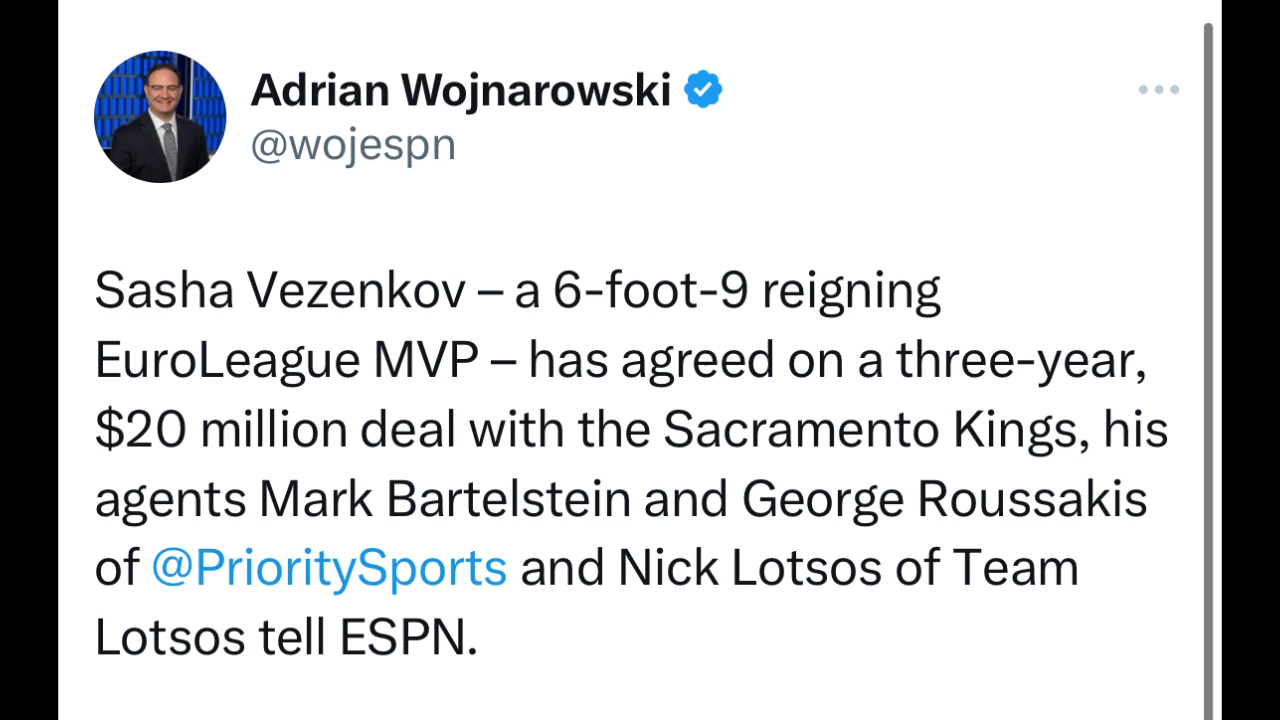 Adrian Wojnarowski
@wojespn
Sasha Vezenkov – a 6-foot-9 reigning
EuroLeague MVP – has agreed on a three-year,
$20 million deal with the Sacramento Kings, his
agents Mark Bartelstein and George Roussakis
of @PrioritySports and Nick Lotsos of Team
Lotsos tell ESPN.